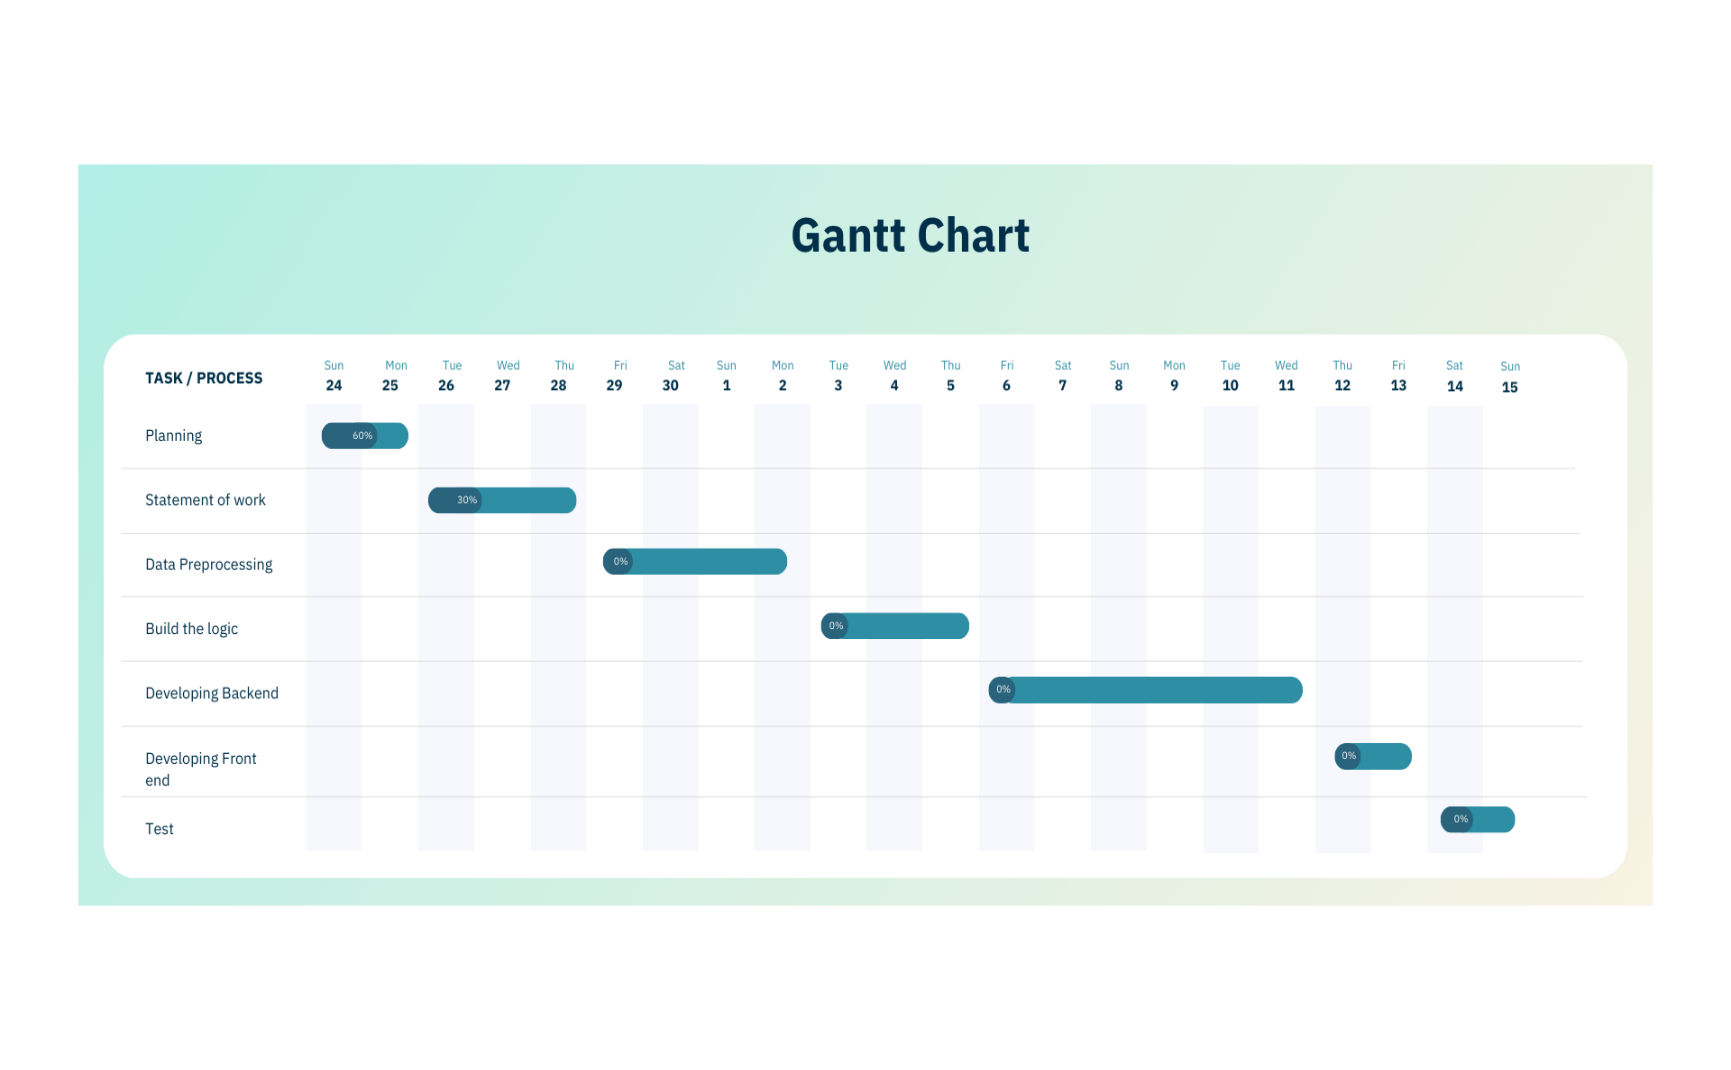 Gantt Chart
TASK / PROCESS
Sun Mon Tue Wed Thu Fri Sat Sun Mon Tue Wed Thu Fri Sat Sun Mon Tue Wed Thu Fri Sat Sun
24 25 26 27 28 29 30 1 2 3 4 5 6 7 8 9 10 11 12 13 14 15
Planning 60%
Statement of work 30%
Data Preprocessing 0%
Build the logic 0%
Developing Backend 0%
Developing Front 0%
end
Test 0%